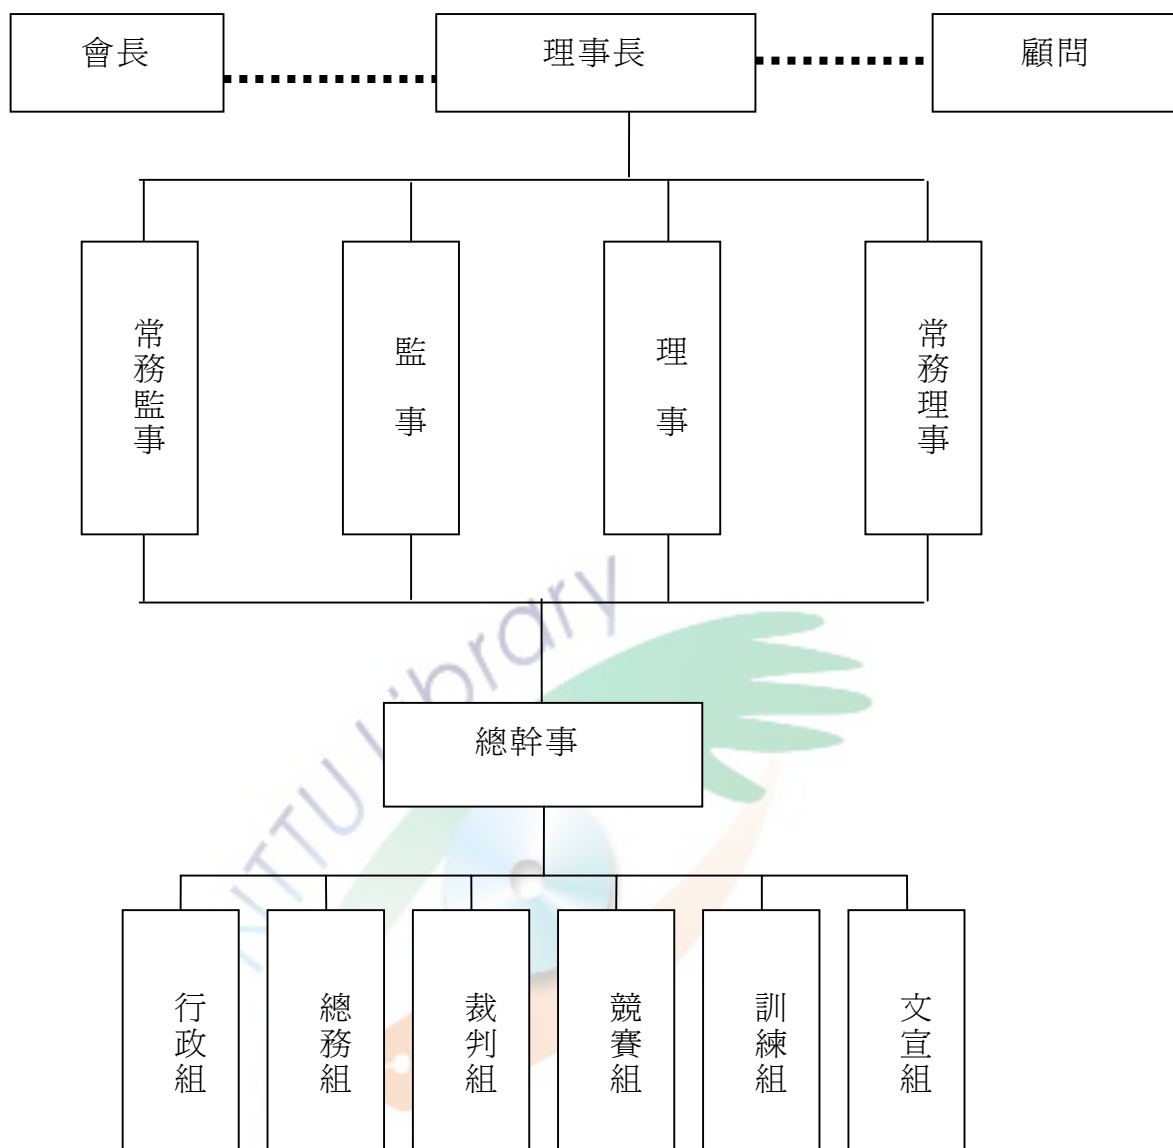 會長
理事長
顧問
常務監事
監事
理事
常務理事
NTTU Library
總幹事
行政組
總務組
裁判組
競賽組
訓練組
文宣組